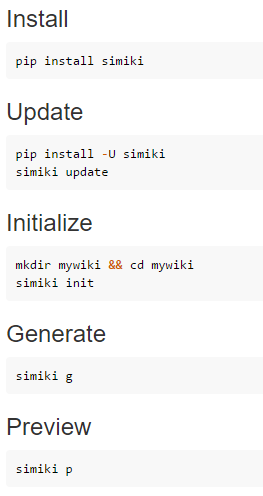 Install
pip install simiki
Update
pip install -U simiki
simiki update
Initialize
mkdir mywiki && cd mywiki
simiki init
Generate
simiki g
Preview
simiki p